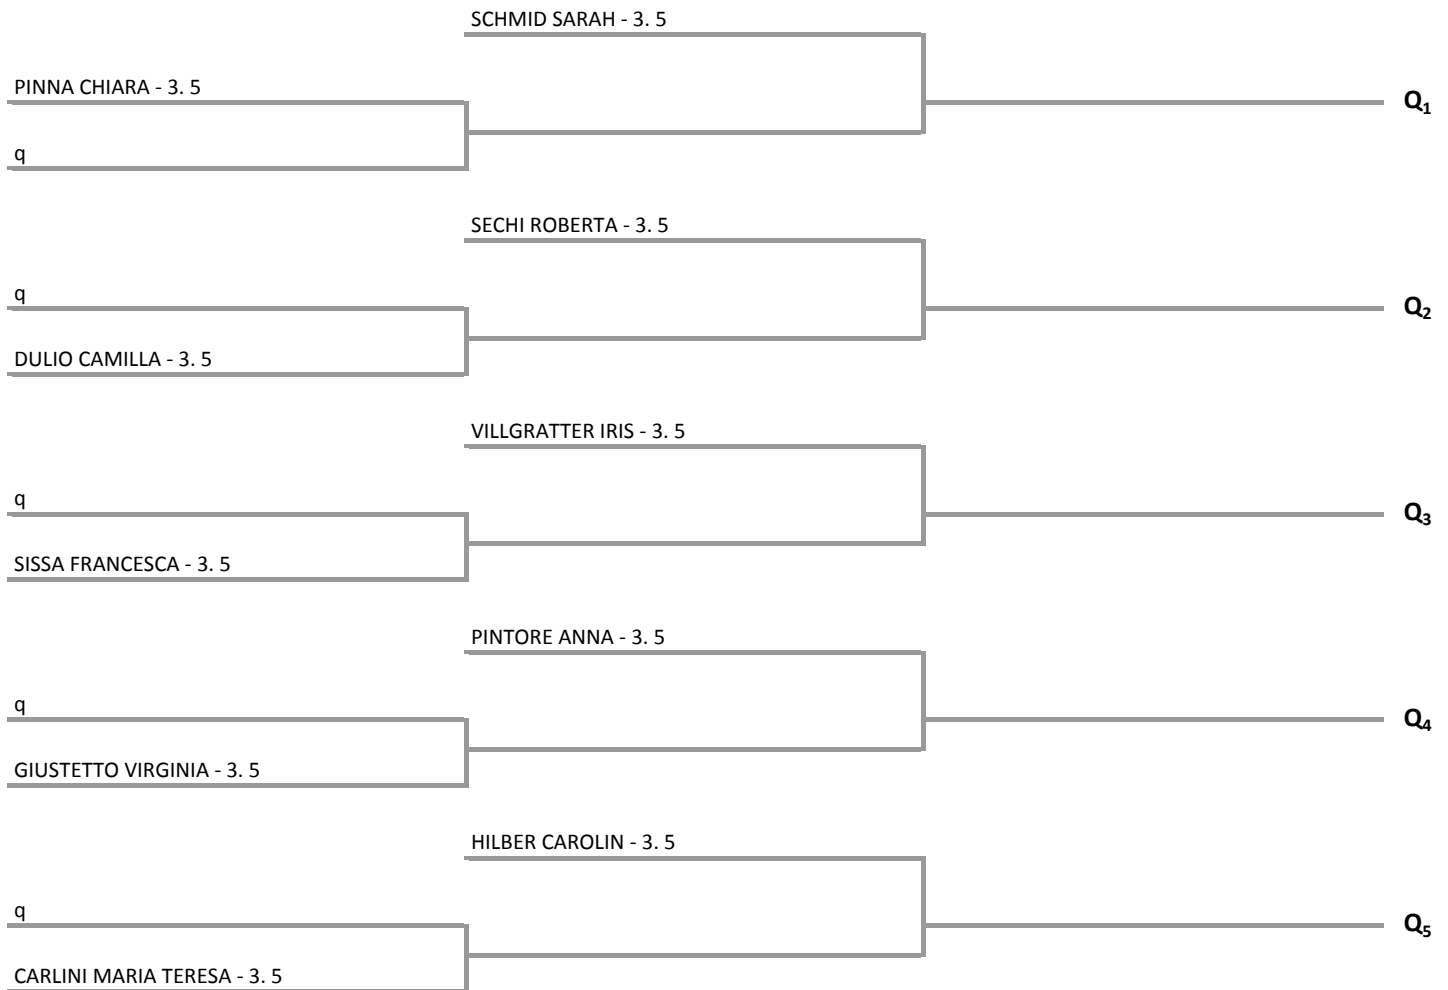 SCHMID SARAH - 3. 5
PINNA CHIARA - 3. 5
Q1
q
SECHI ROBERTA - 3. 5
q
Q2
DULIO CAMILLA - 3. 5
VILLGRATTER IRIS - 3. 5
q
Q3
SISSA FRANCESCA - 3. 5
PINTORE ANNA - 3. 5
q
Q4
GIUSTETTO VIRGINIA - 3. 5
HILBER CAROLIN - 3. 5
q
Q5
CARLINI MARIA TERESA - 3. 5